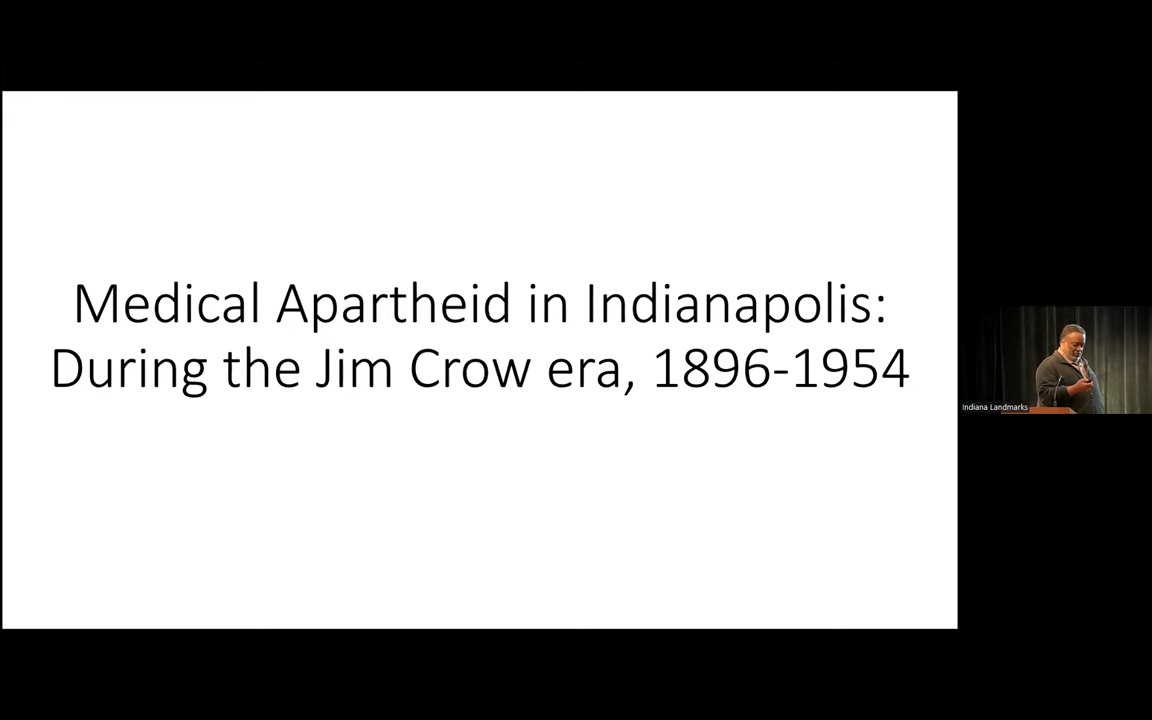 Medical Apartheid in Indianapolis:
During the Jim Crow era, 1896-1954
Indiana Landmarks